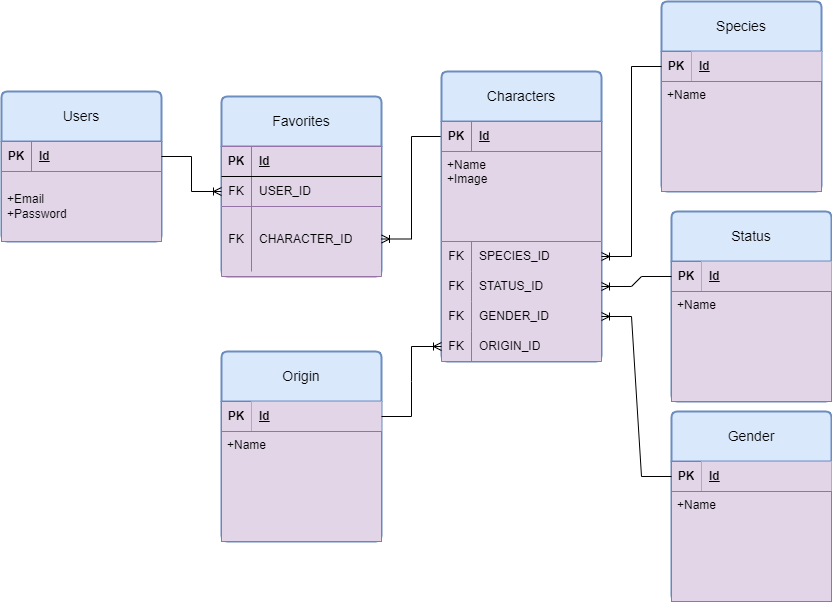 Users
PK Id
+Email
+Password
Favorites
PK Id
FK USER_ID
FK CHARACTER_ID
Characters
PK Id
+Name
+Image
FK SPECIES_ID
FK STATUS_ID
FK GENDER_ID
FK ORIGIN_ID
Species
PK Id
+Name
Status
PK Id
+Name
Origin
PK Id
+Name
Gender
PK Id
+Name